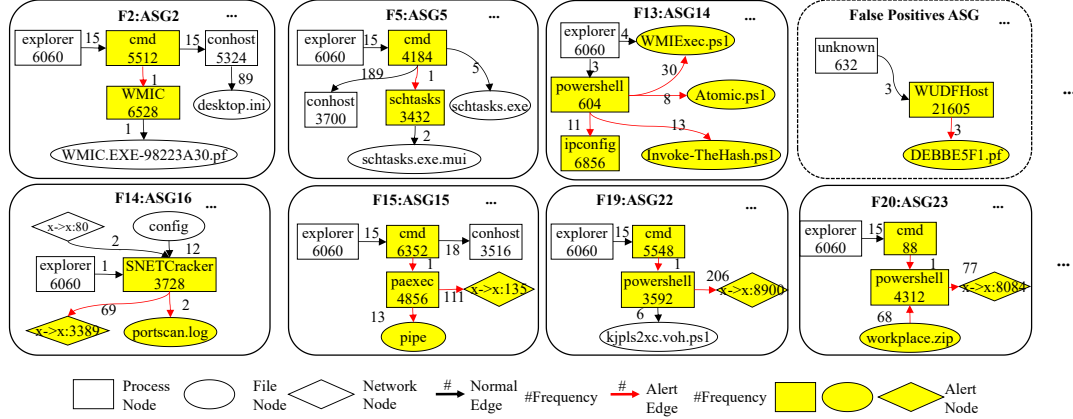 F2:ASG2
...
explorer
6060
15
cmd
5512
15
conhost
5324
1
89
WMIC
6528
desktop.ini
1
WMIC.EXE-98223A30.pf
F5:ASG5
...
explorer
6060
15
cmd
4184
189
1
5
conhost
3700
schtasks
3432
schtasks.exe
2
schtasks.exe.mui
F13:ASG14
...
explorer
6060
4
WMIExec.ps1
3
30
powershell
604
8
Atomic.ps1
11
13
ipconfig
6856
Invoke-TheHash.ps1
False Positives ASG
...
unknown
632
3
WUDFHost
21605
3
DEBBE5F1.pf
...
F14:ASG16
...
x->x:80
config
2
12
explorer
6060
1
SNETCracker
3728
69
2
x->x:3389
portscan.log
F15:ASG15
...
explorer
6060
15
cmd
6352
18
conhost
3516
1
paexec
4856
111
x->x:135
13
pipe
F19:ASG22
...
explorer
6060
15
cmd
5548
1
206
powershell
3592
x->x:8900
6
kjpls2xc.voh.ps1
F20:ASG23
...
explorer
6060
15
cmd
88
1
77
powershell
4312
x->x:8084
68
workplace.zip
...
Process
Node
File
Node
Network
Node
#
Normal
Edge
#Frequency
#
Alert
Edge
#Frequency
Alert
Node